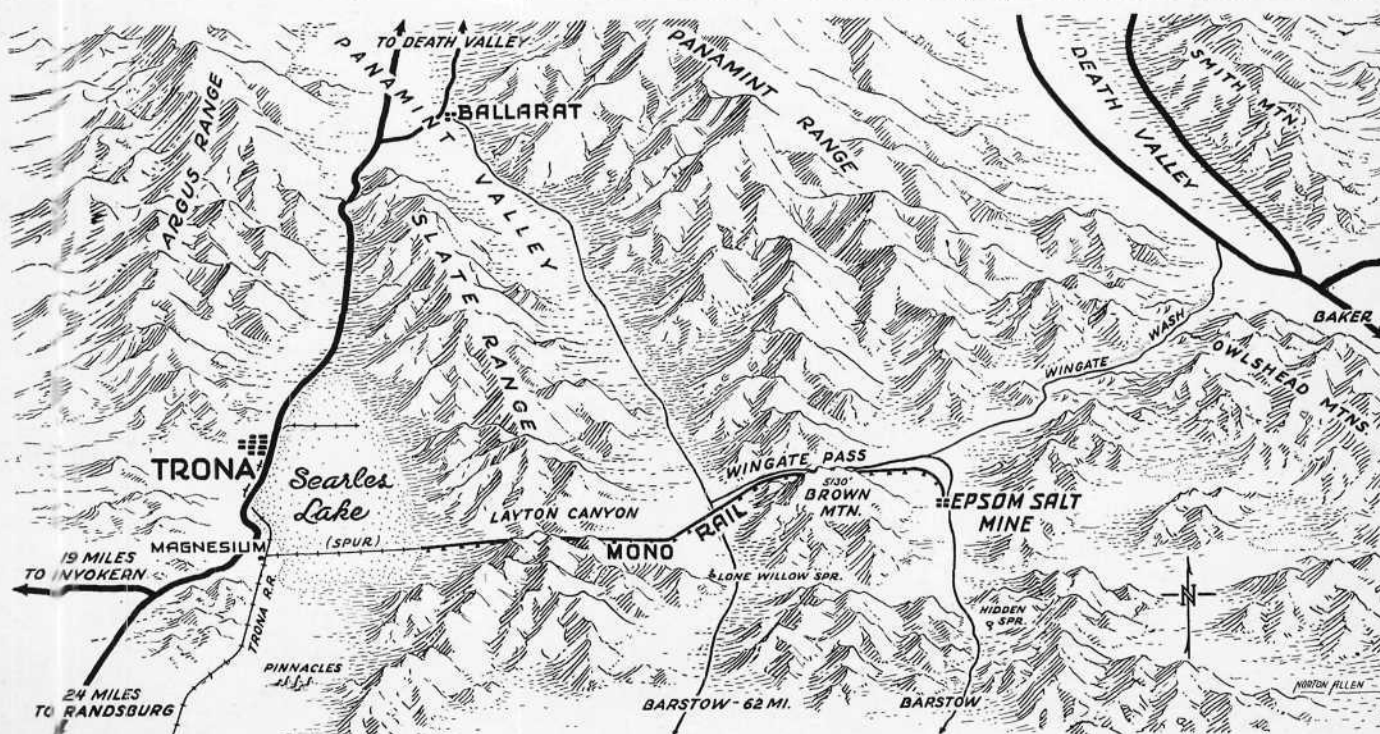 TO DEATH VALLEY
PANAMINT VALLEY
PANAMINT RANGE
DEATH VALLEY
SMITH MTN.
BALLARAT
ARGUS RANGE
SLATE RANGE
BAKER
WINGATE WASH
OWLSHEAD MTNS.
TRONA
Searles Lake
WINGATE PASS
5130'
BROWN MTN.
EPSOM SALT MINE
LAYTON CANYON
MONO RAIL
(SPUR)
MAGNESIUM
19 MILES
TO INYOKERN
LONE WILLOW SPR.
HIDDEN SPR.
N
TRONA R.R.
PINNACLES
24 MILES
TO RANDSBURG
BARSTOW - 62 MI.
BARSTOW
NORTON ALLEN